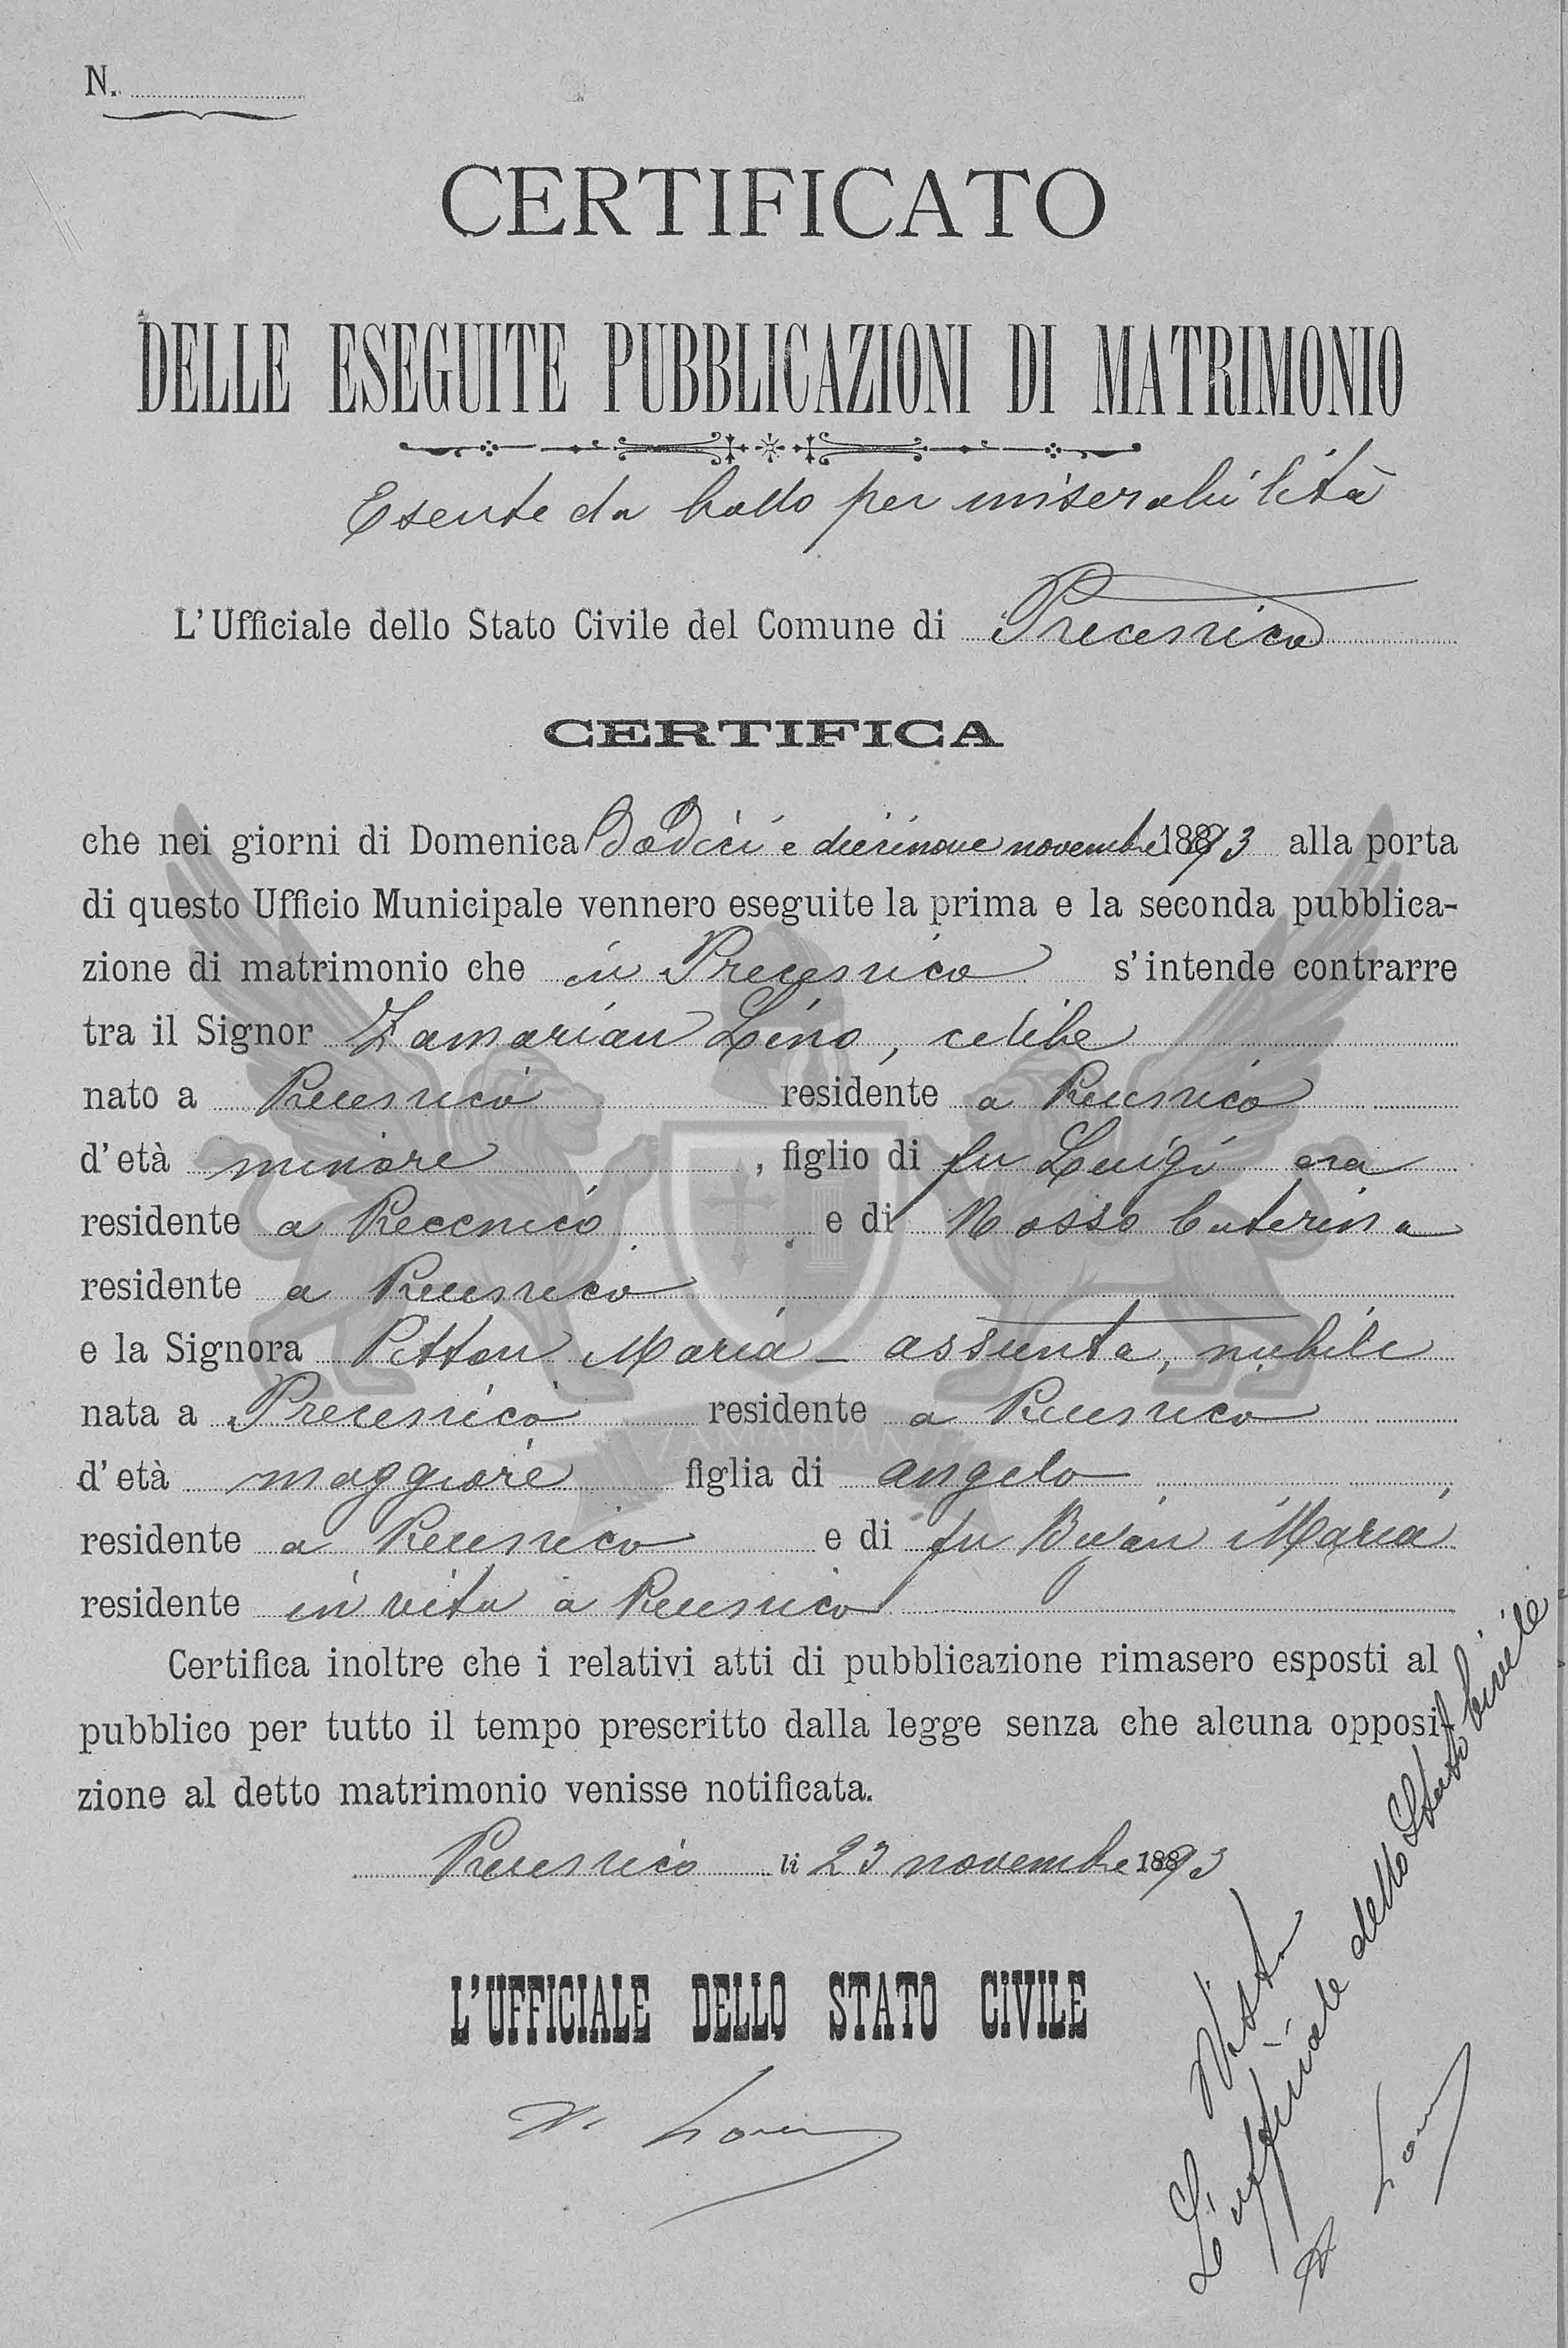 N.
CERTIFICATO
DELLE ESEGUITE PUBBLICAZIONI DI MATRIMONIO
Esente da bollo per miserabilità
L'Ufficiale dello Stato Civile del Comune di Precenico
CERTIFICA
che nei giorni di Domenica Dodici e diecinove novembre 1893 alla porta
di questo Ufficio Municipale vennero eseguite la prima e la seconda pubblica-
zione di matrimonio che in Precenico s'intende contrarre
tra il Signor Zamarian Lino, celibe
nato a Precenico residente a Precenico
d'età minore, figlio di fu Luigi era
residente a Precenico e di Rosso Caterina
residente a Precenico
e la Signora Pitton Maria - assunta, nubile
nata a Precenico residente a Precenico
d'età maggiore figlia di Angelo,
residente a Precenico e di fu Bujan Maria
residente in vita a Precenico
Certifica inoltre che i relativi atti di pubblicazione rimasero esposti al
pubblico per tutto il tempo prescritto dalla legge senza che alcuna opposi-
zione al detto matrimonio venisse notificata.
Precenico li 23 novembre 1893
L'UFFICIALE DELLO STATO CIVILE
Visto
L'uffiziale dello Stato Civile
ZAMARIAN